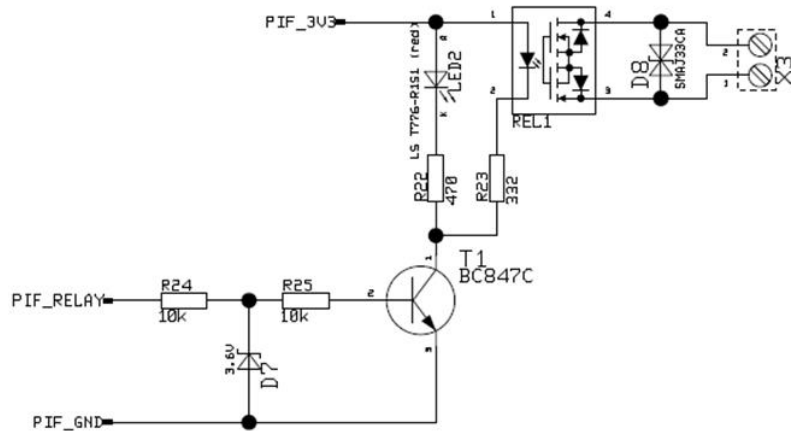 PIF_3V3
1
4
2
3
REL1
LS T776-R1S1 (red)
A
K
LED2
D8
SMAJ33CA
2
1
X3
R22
470
R23
332
1
T1
BC847C
PIF_RELAY
R24
10k
R25
10k
2
3
3.6V
D7
PIF_GND